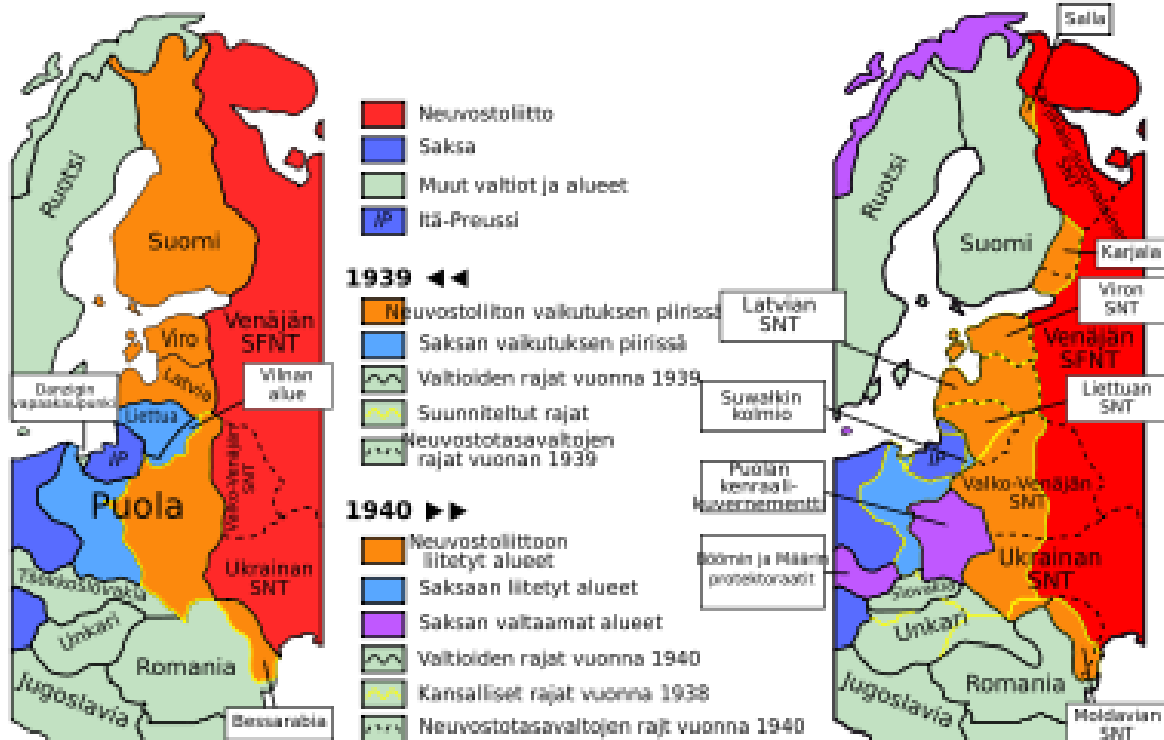 Ruotsi
Suomi
Viro
Latvia
Liettua
Venäjän
SFNT
Danzigin
vapaakaupunki
Vilnan
alue
IP
Puola
Valko-Venäjän
SNT
Ukrainan
SNT
Tšekkoslovakia
Unkari
Romania
Jugoslavia
Bessarabia
Neuvostoliitto
Saksa
Muut valtiot ja alueet
IP Itä-Preussi
1939 ◄◄
Neuvostoliiton vaikutuksen piirissä
Saksan vaikutuksen piirissä
Valtioiden rajat vuonna 1939
Suunnitellut rajat
Neuvostotasavaltojen
rajat vuonan 1939
1940 ►►
Neuvostoliittoon
liitetyt alueet
Saksaan liitetyt alueet
Saksan valtaamat alueet
Valtioiden rajat vuonna 1940
Kansalliset rajat vuonna 1938
Neuvostotasavaltojen rajt vuonna 1940
Salla
Ruotsi
Suomi
SNT
Karjala
Viron
SNT
Latvian
SNT
Venäjän
SFNT
Suwalkin
kolmio
Liettuan
SNT
IP
Puolan
kenraali-
kuvernementti
Valko-Venäjän
SNT
Böömin ja Määrin
protektoraatit
Ukrainan
SNT
Slovakia
Unkari
Romania
Jugoslavia
Moldavian
SNT